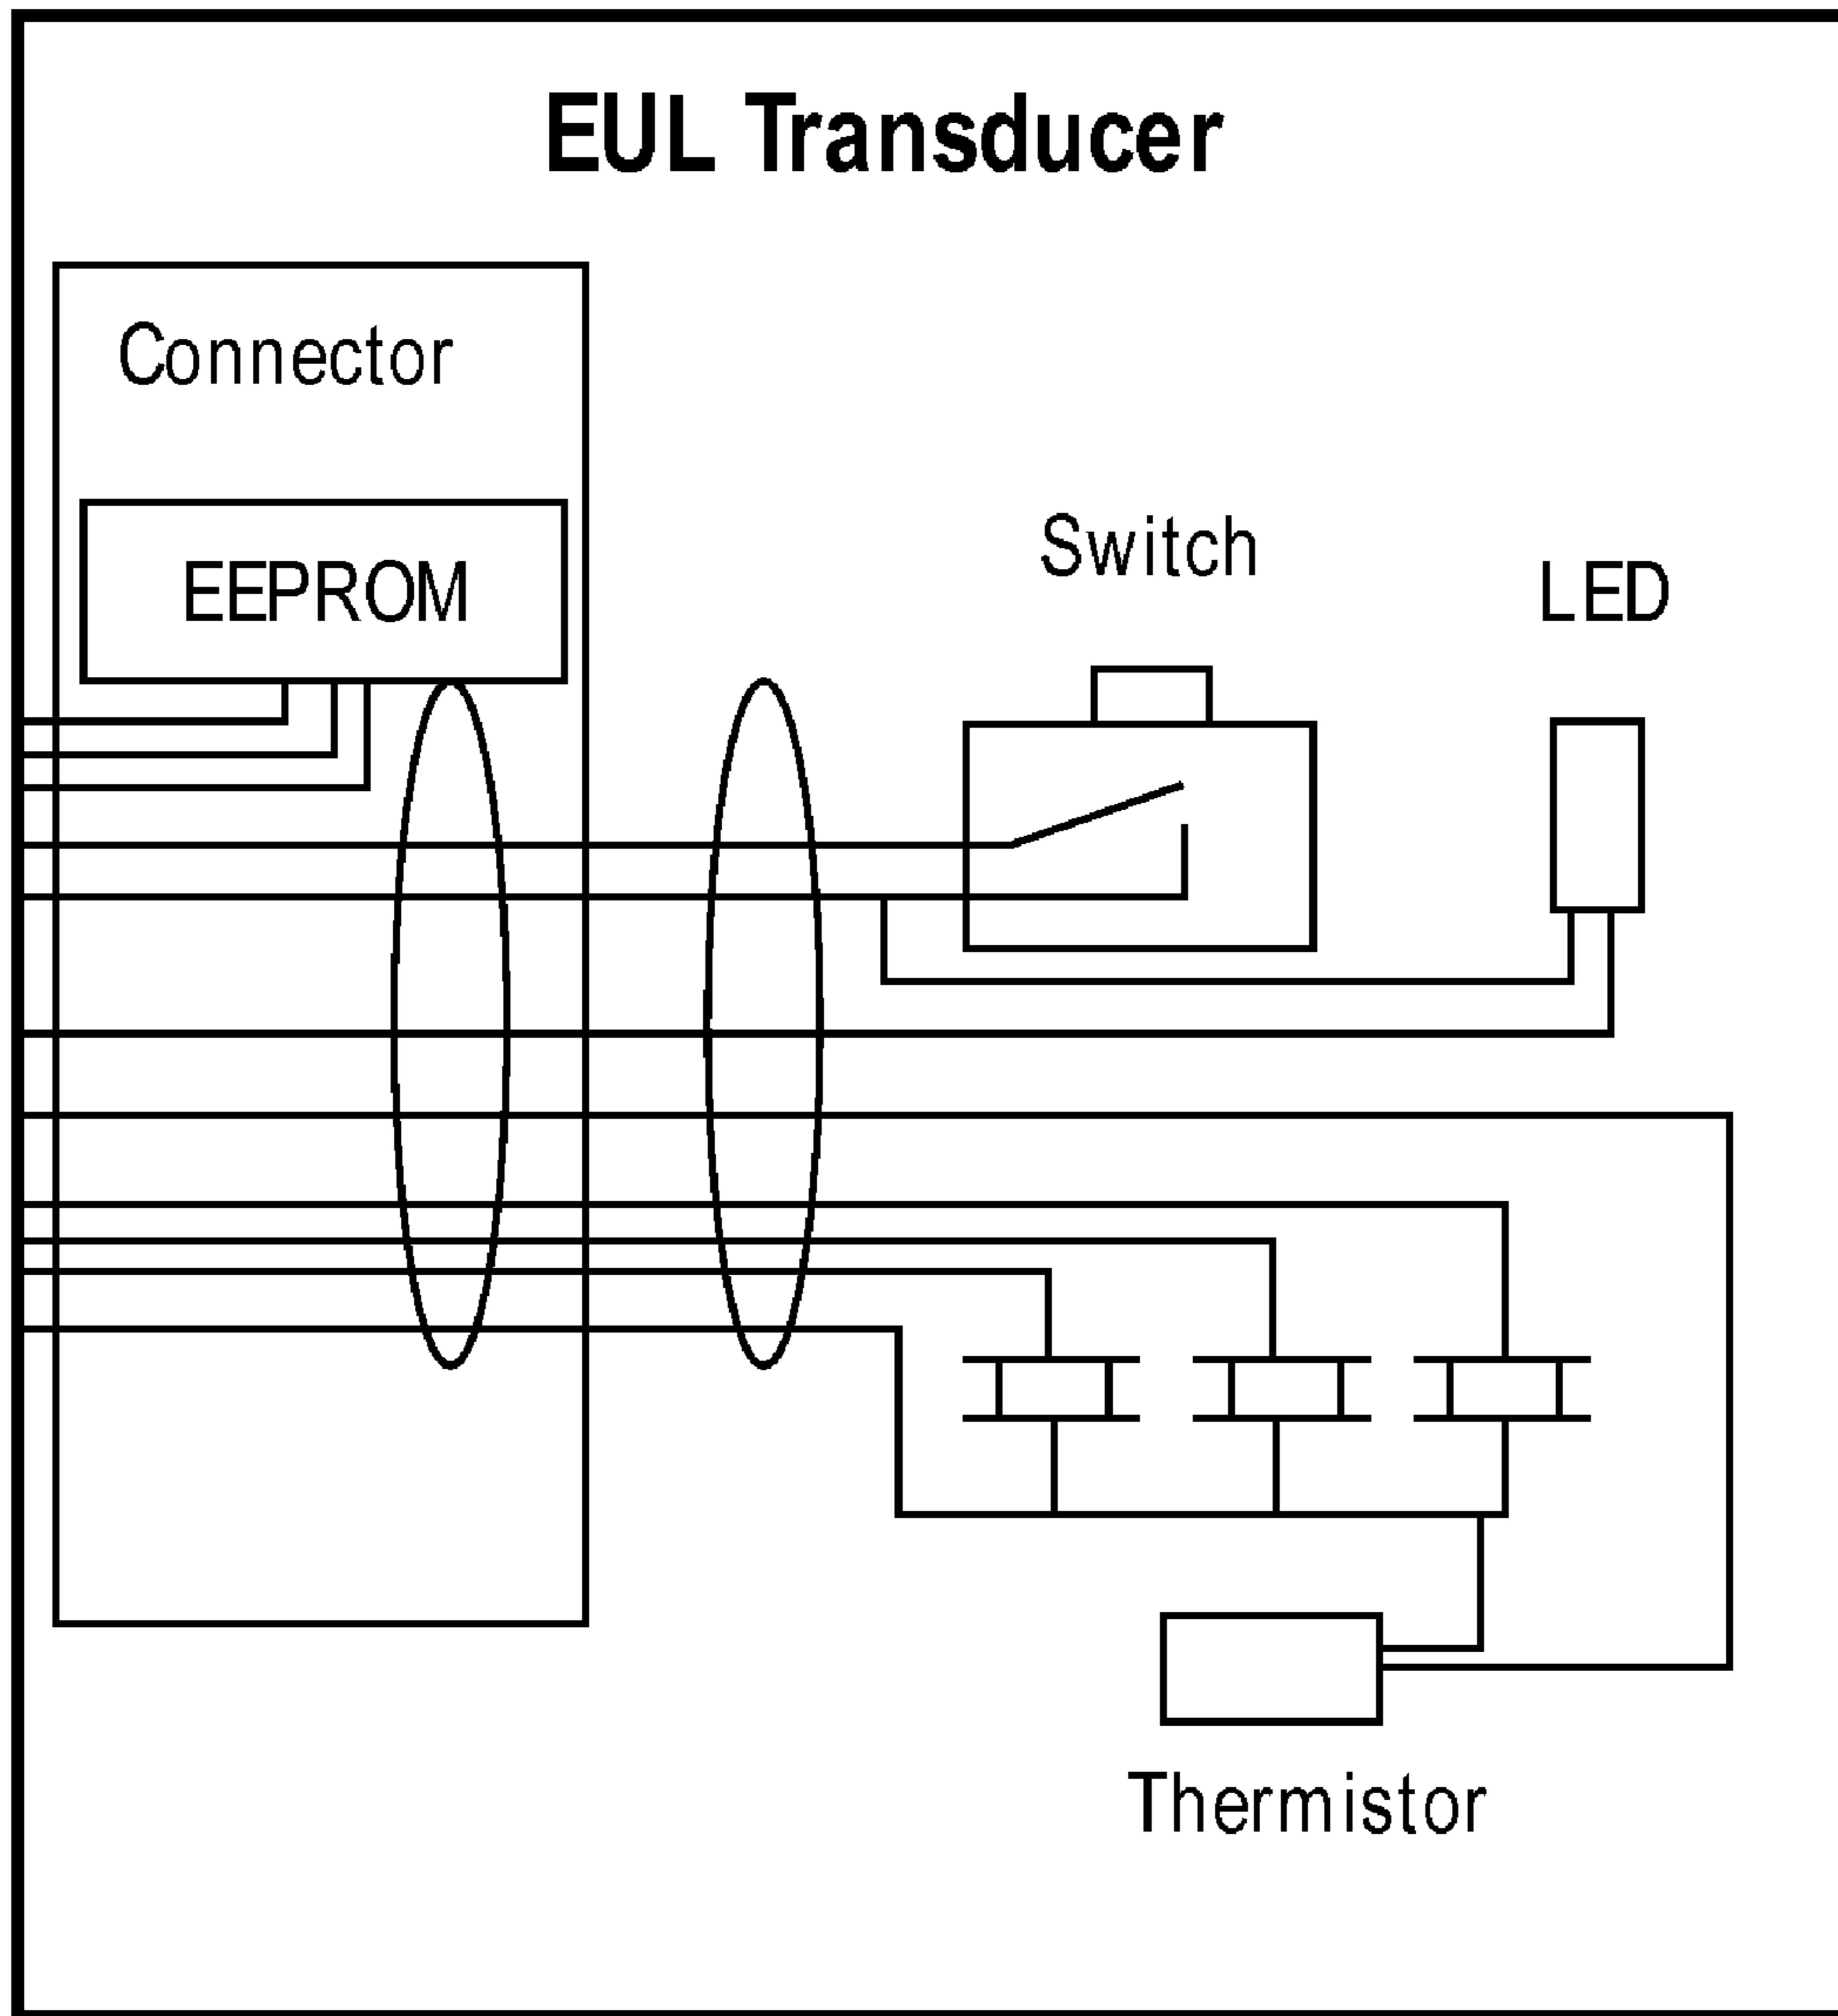 EUL Transducer
Connector
EEPROM
Switch
LED
Thermistor